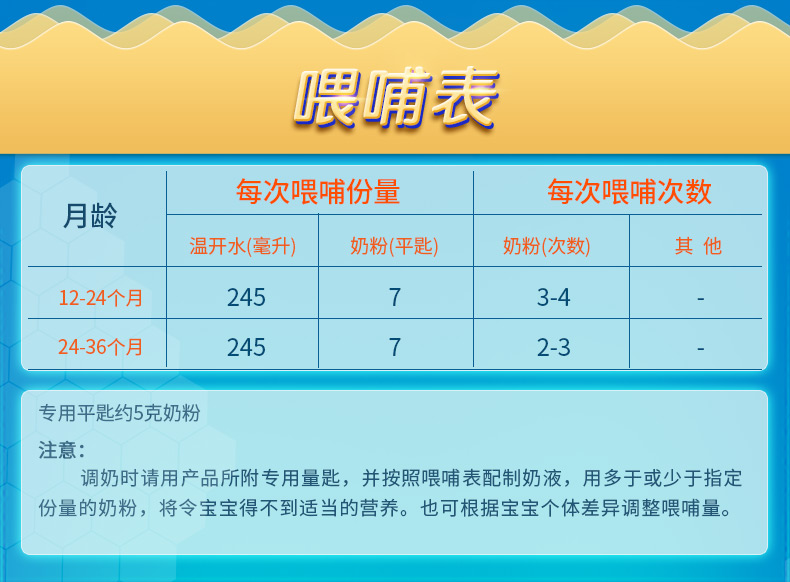 喂哺表
月龄 每次喂哺份量 每次喂哺次数
温开水(毫升) 奶粉(平匙) 奶粉(次数) 其 他
12-24个月 245 7 3-4 -
24-36个月 245 7 2-3 -
专用平匙约5克奶粉
注意：
调奶时请用产品所附专用量匙，并按照喂哺表配制奶液，用多于或少于指定
份量的奶粉，将令宝宝得不到适当的营养。也可根据宝宝个体差异调整喂哺量。